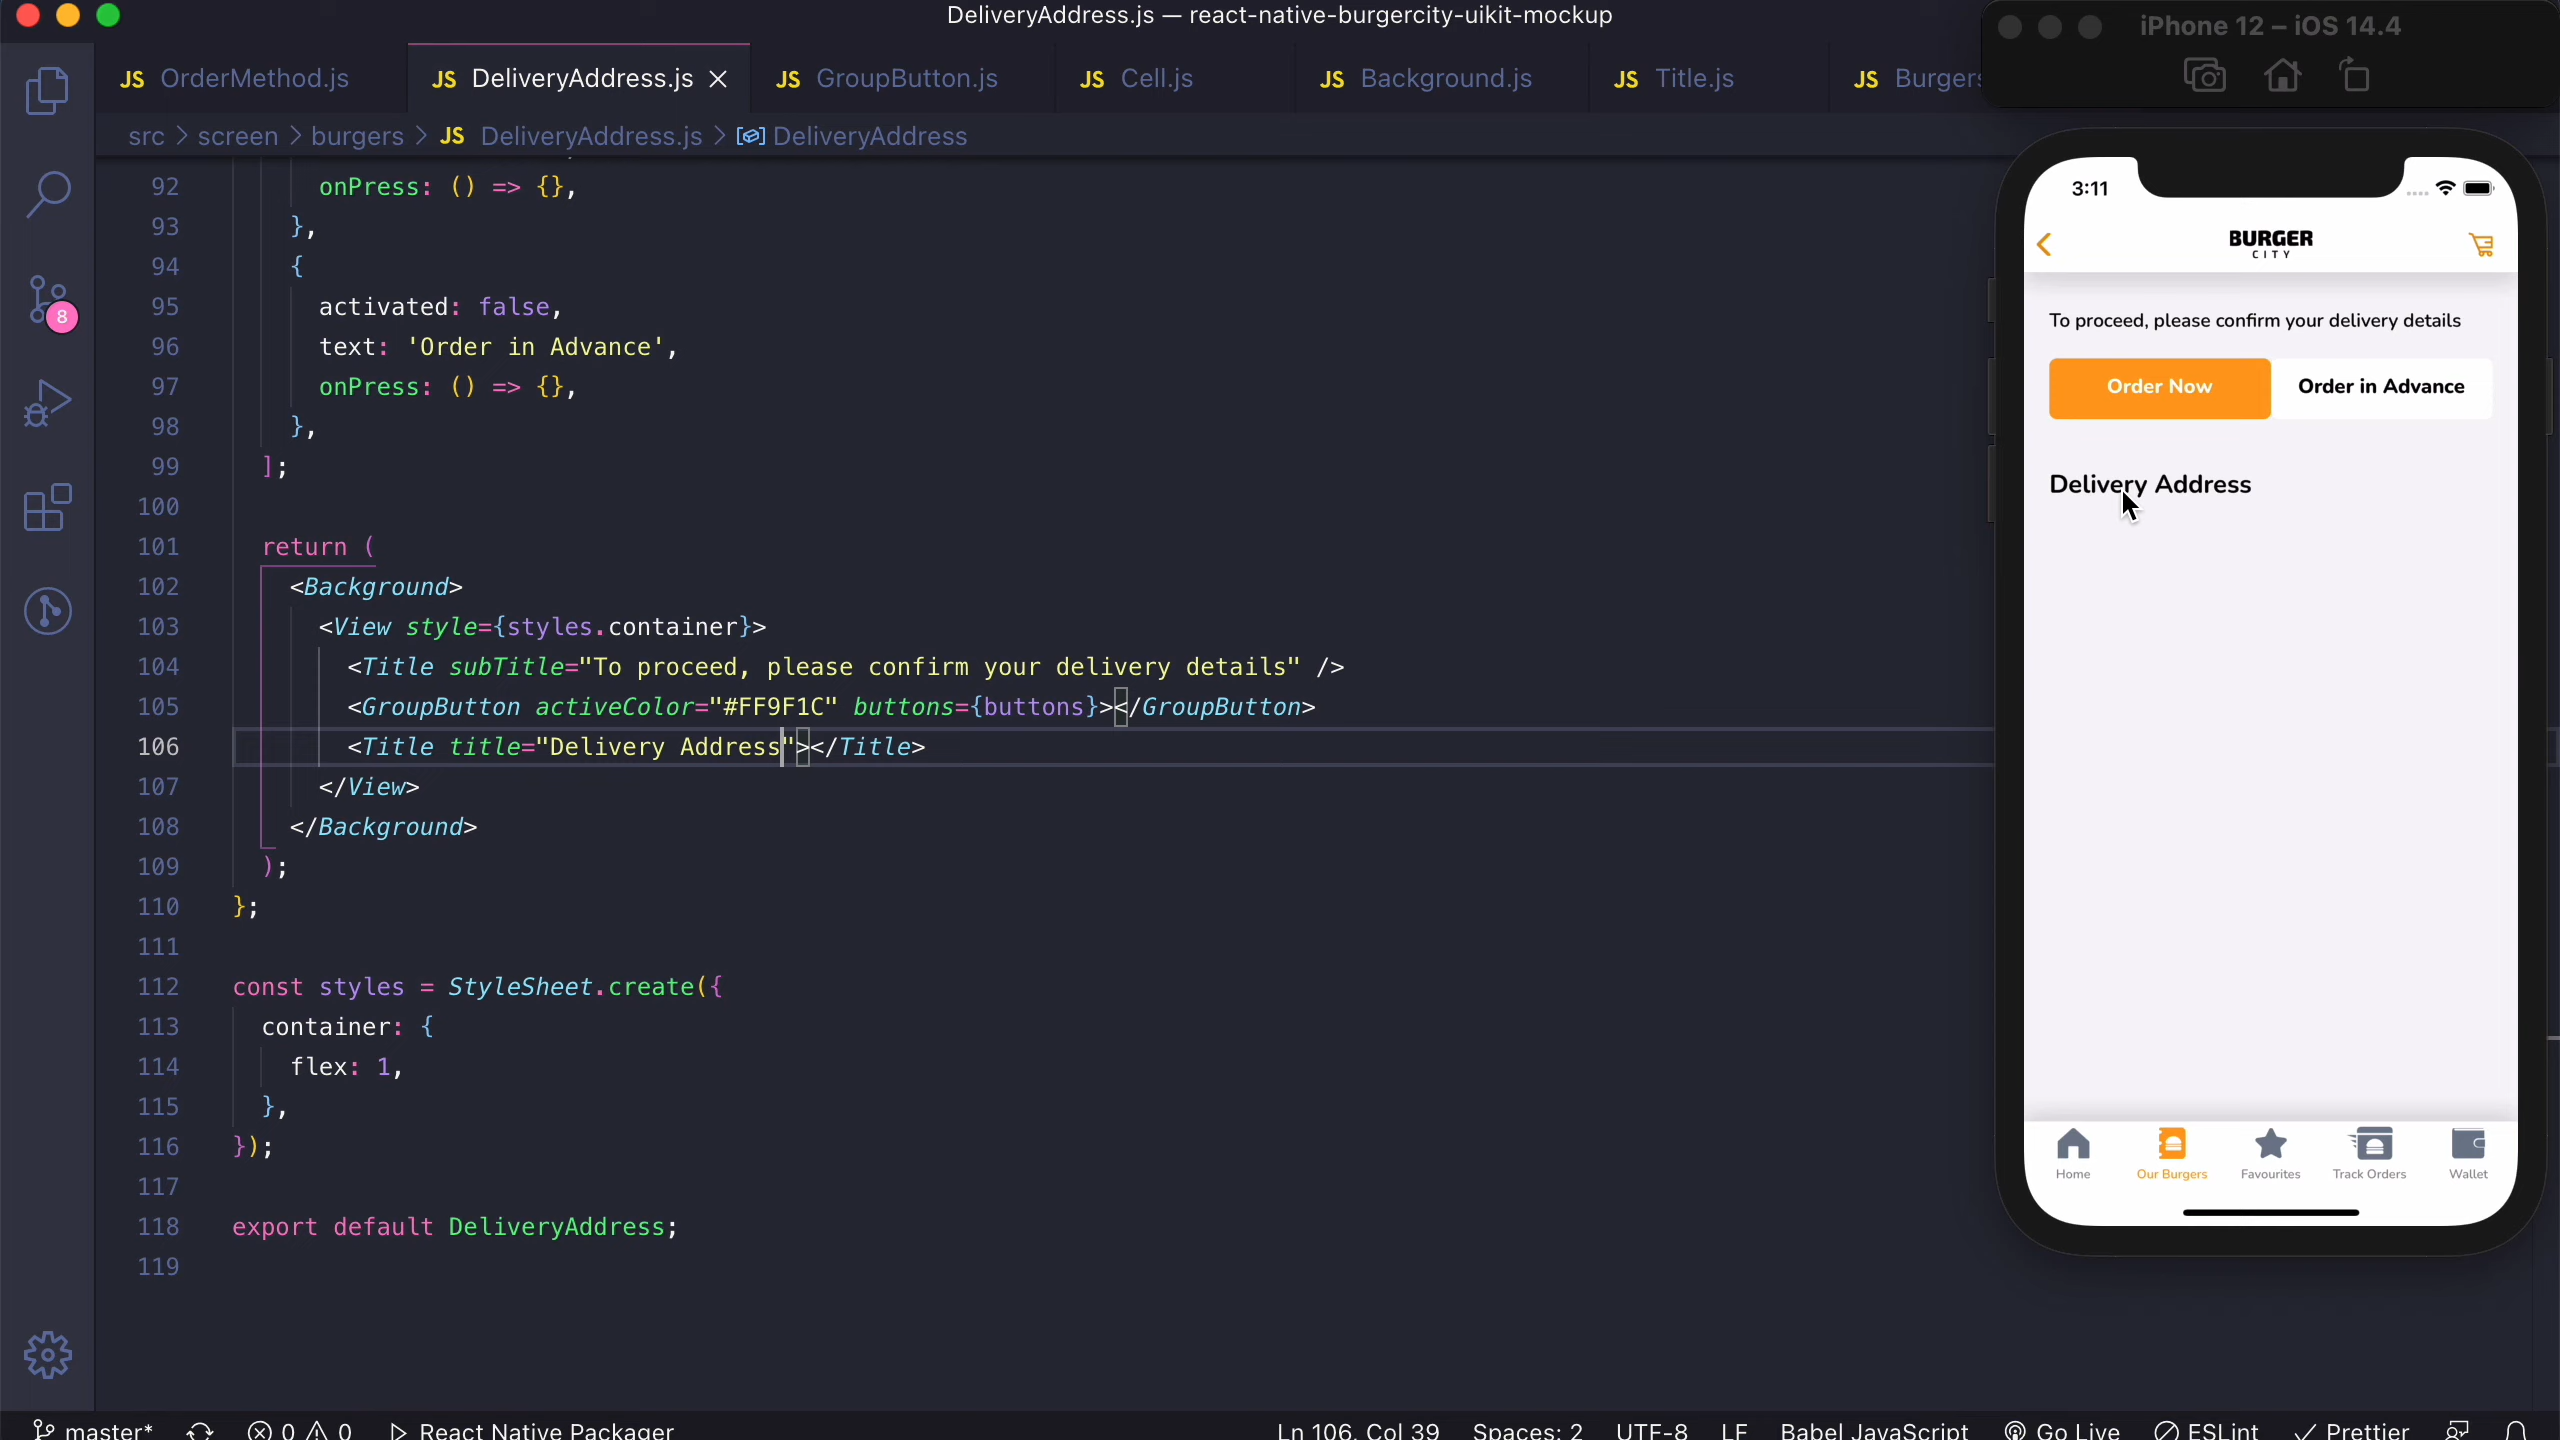 DeliveryAddress.js — react-native-burgercity-uikit-mockup
JS OrderMethod.js
JS DeliveryAddress.js
JS GroupButton.js
JS Cell.js
JS Background.js
JS Title.js
JS Burgers
src > screen > burgers > JS DeliveryAddress.js > DeliveryAddress
8
92 onPress: () => {},
93 },
94 {
95 activated: false,
96 text: 'Order in Advance',
97 onPress: () => {},
98 },
99 ];
100
101 return (
102 <Background>
103 <View style={styles.container}>
104 <Title subTitle="To proceed, please confirm your delivery details" />
105 <GroupButton activeColor="#FF9F1C" buttons={buttons}></GroupButton>
106 <Title title="Delivery Address"></Title>
107 </View>
108 </Background>
109 );
110 };
111
112 const styles = StyleSheet.create({
113 container: {
114 flex: 1,
115 },
116 });
117
118 export default DeliveryAddress;
119
iPhone 12 – iOS 14.4
3:11
BURGER
CITY
To proceed, please confirm your delivery details
Order Now
Order in Advance
Delivery Address
Home
Our Burgers
Favourites
Track Orders
Wallet
master*
0
0
React Native Packager
Ln 106, Col 39
Spaces: 2
UTF-8
LF
Babel JavaScript
Go Live
ESLint
Prettier